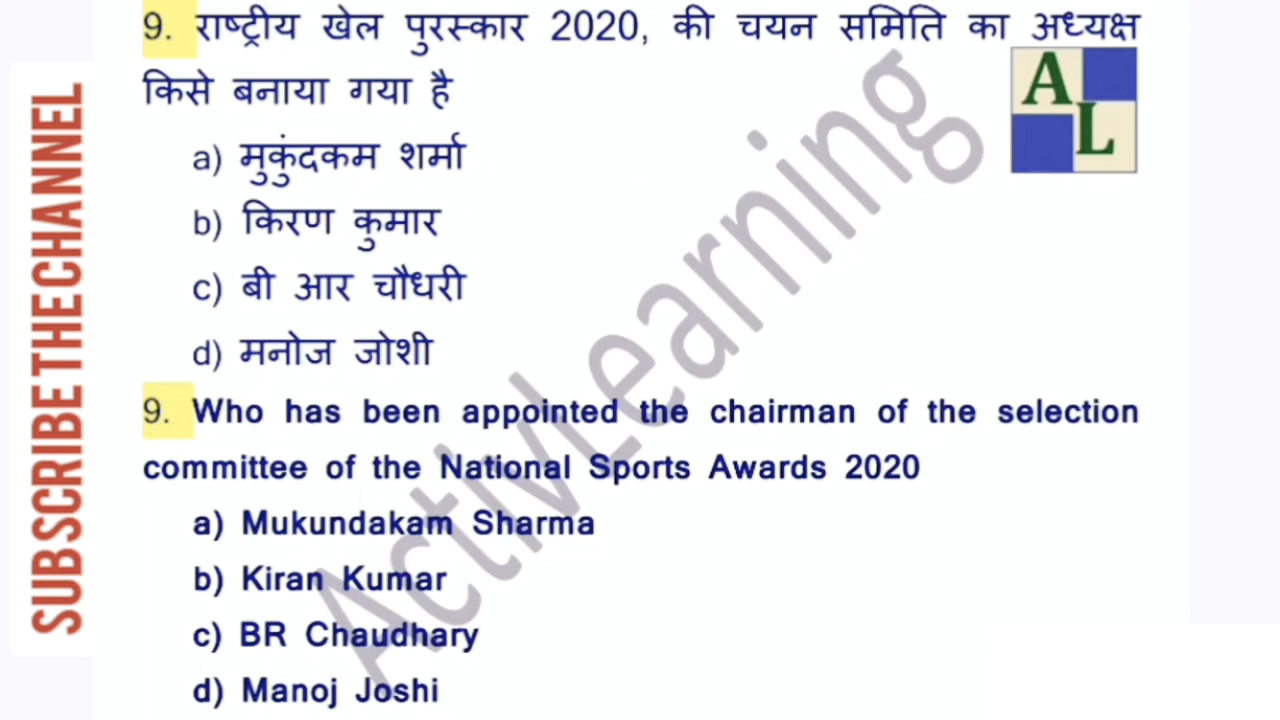 SUBSCRIBE THE CHANNEL
9. राष्ट्रीय खेल पुरस्कार 2020, की चयन समिति का अध्यक्ष
किसे बनाया गया है
a) मुकुंदकम शर्मा
b) किरण कुमार
c) बी आर चौधरी
d) मनोज जोशी
9. Who has been appointed the chairman of the selection
committee of the National Sports Awards 2020
a) Mukundakam Sharma
b) Kiran Kumar
c) BR Chaudhary
d) Manoj Joshi
A
L
ActivLearning